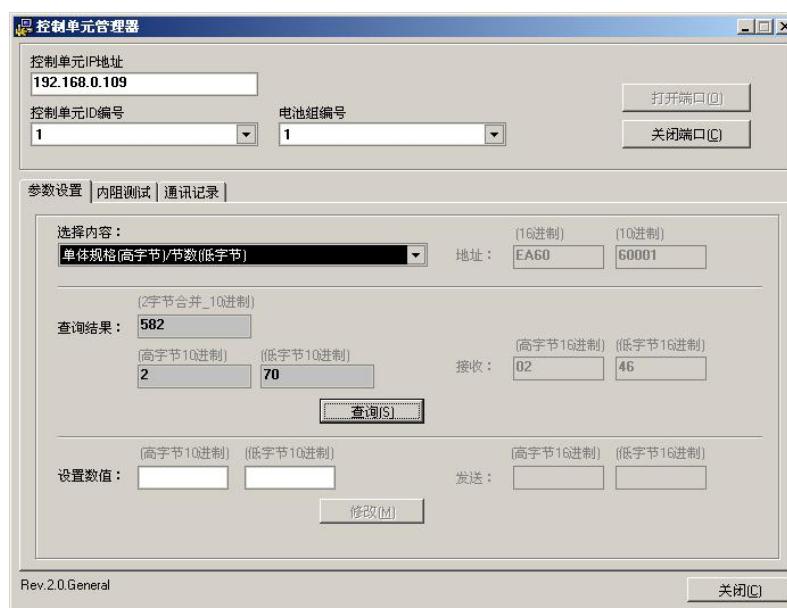 控制单元管理器
控制单元IP地址
192.168.0.109
打开端口(O)
控制单元ID编号 电池组编号
1 1 关闭端口(C)
参数设置 内阻测试 通讯记录
选择内容： (16进制) (10进制)
单体规格(高字节)/节数(低字节) 地址： EA60 60001
(2字节合并_10进制)
查询结果： 582
(高字节10进制) (低字节10进制) (高字节16进制) (低字节16进制)
2 70 接收： 02 46
查询(S)
(高字节10进制) (低字节10进制) (高字节16进制) (低字节16进制)
设置数值： 发送：
修改(M)
Rev.2.0.General 关闭(C)